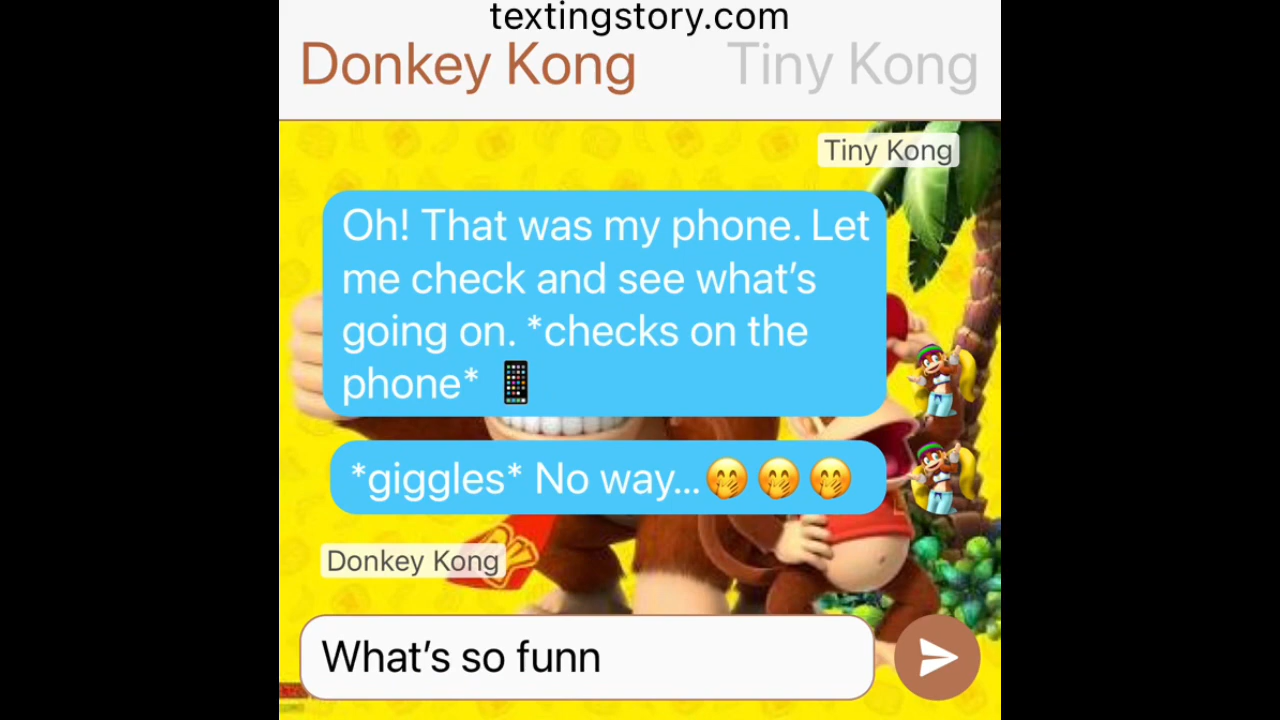 textingstory.com
Donkey Kong Tiny Kong
Tiny Kong
Oh! That was my phone. Let
me check and see what’s
going on. *checks on the
phone* 📱
*giggles* No way...🤭🤭🤭
Donkey Kong
What’s so funn